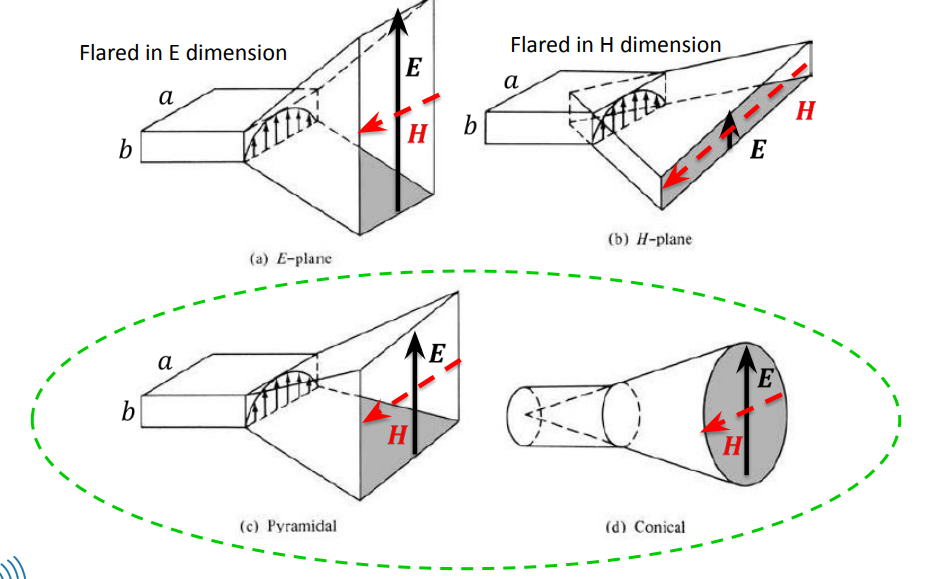 Flared in E dimension
a
b
E
H
(a) E-plane
Flared in H dimension
a
b
H
E
(b) H-plane
a
b
E
H
(c) Pyramidal
E
H
(d) Conical